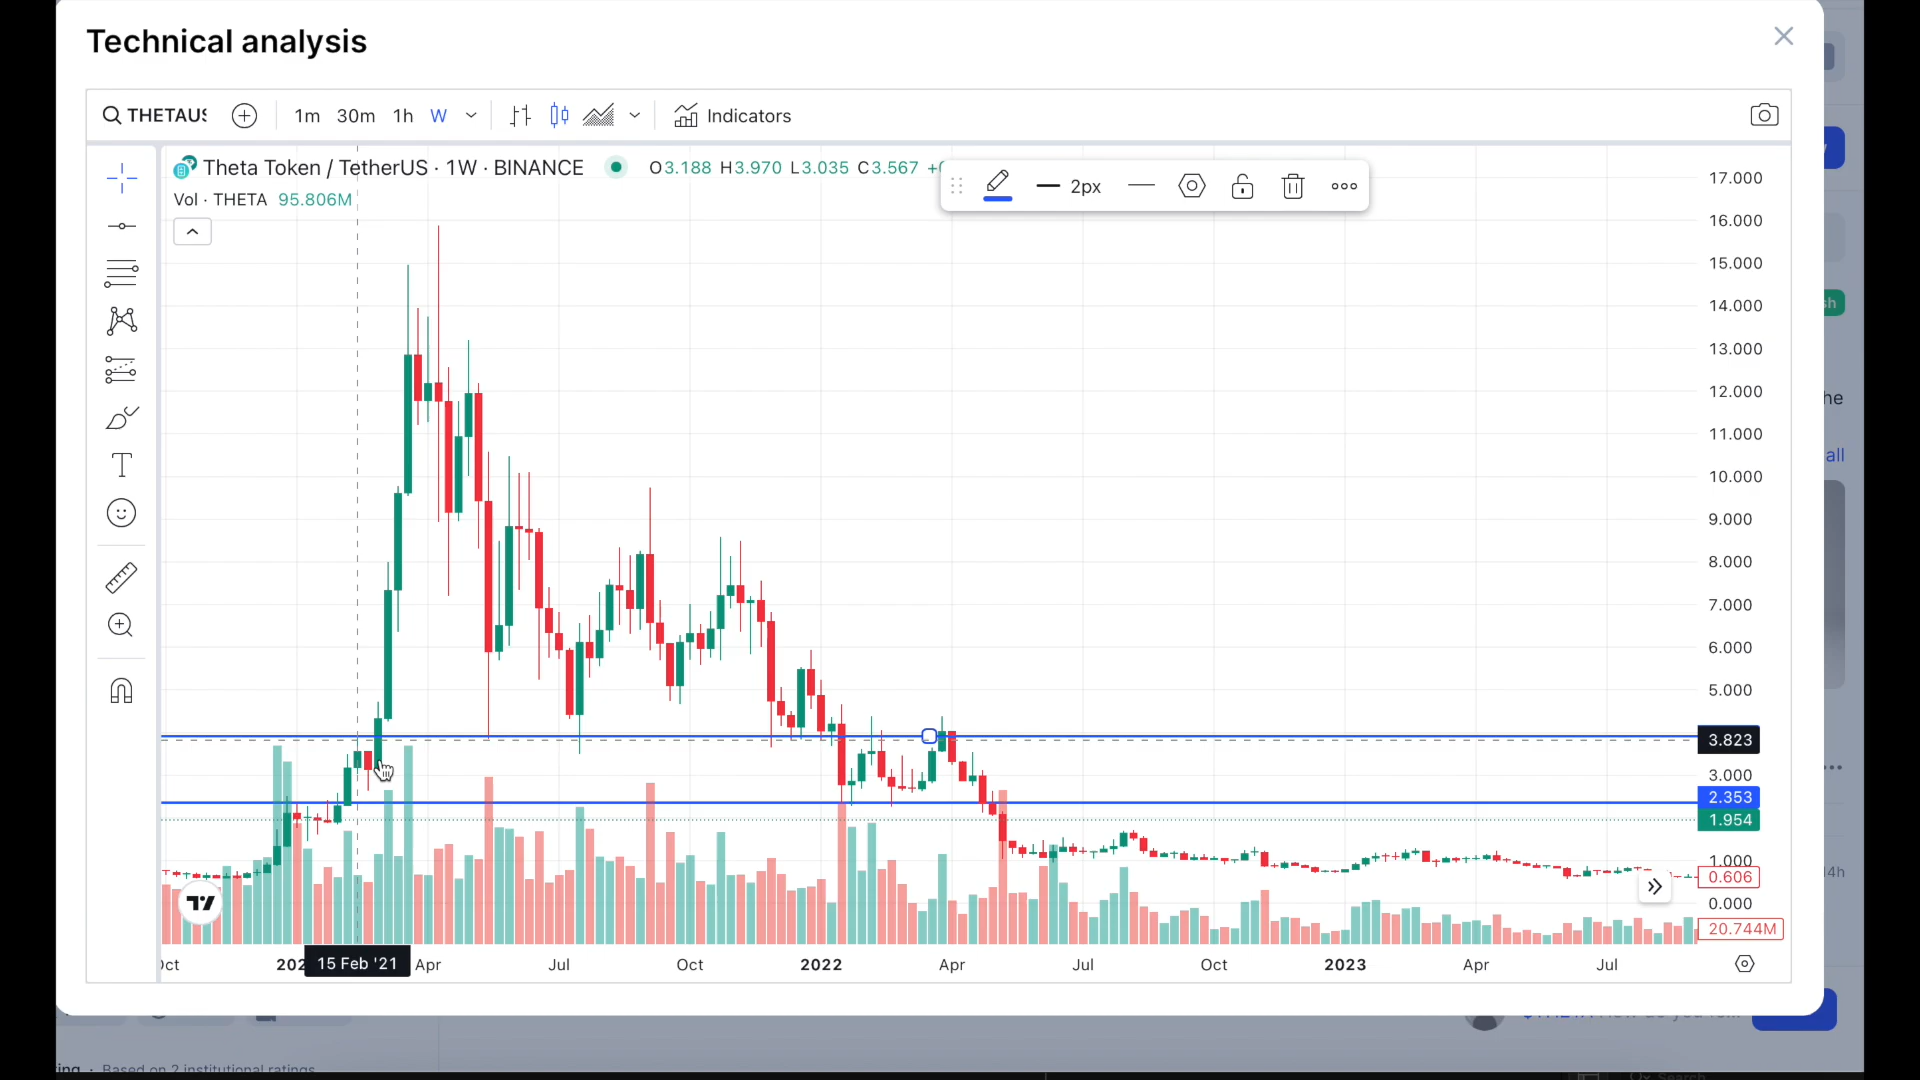 Technical analysis
THETAUS
1m 30m 1h W
Indicators
Theta Token / TetherUS · 1W · BINANCE O3.188 H3.970 L3.035 C3.567
2px
Vol · THETA 95.806M
17.000
16.000
15.000
14.000
13.000
12.000
11.000
10.000
9.000
8.000
7.000
6.000
5.000
3.823
3.000
2.353
1.954
1.000
0.606
0.000
20.744M
15 Feb '21 Apr Jul Oct 2022 Apr Jul Oct 2023 Apr Jul
he
all
14h
Based on 2 institutional ratings
Search